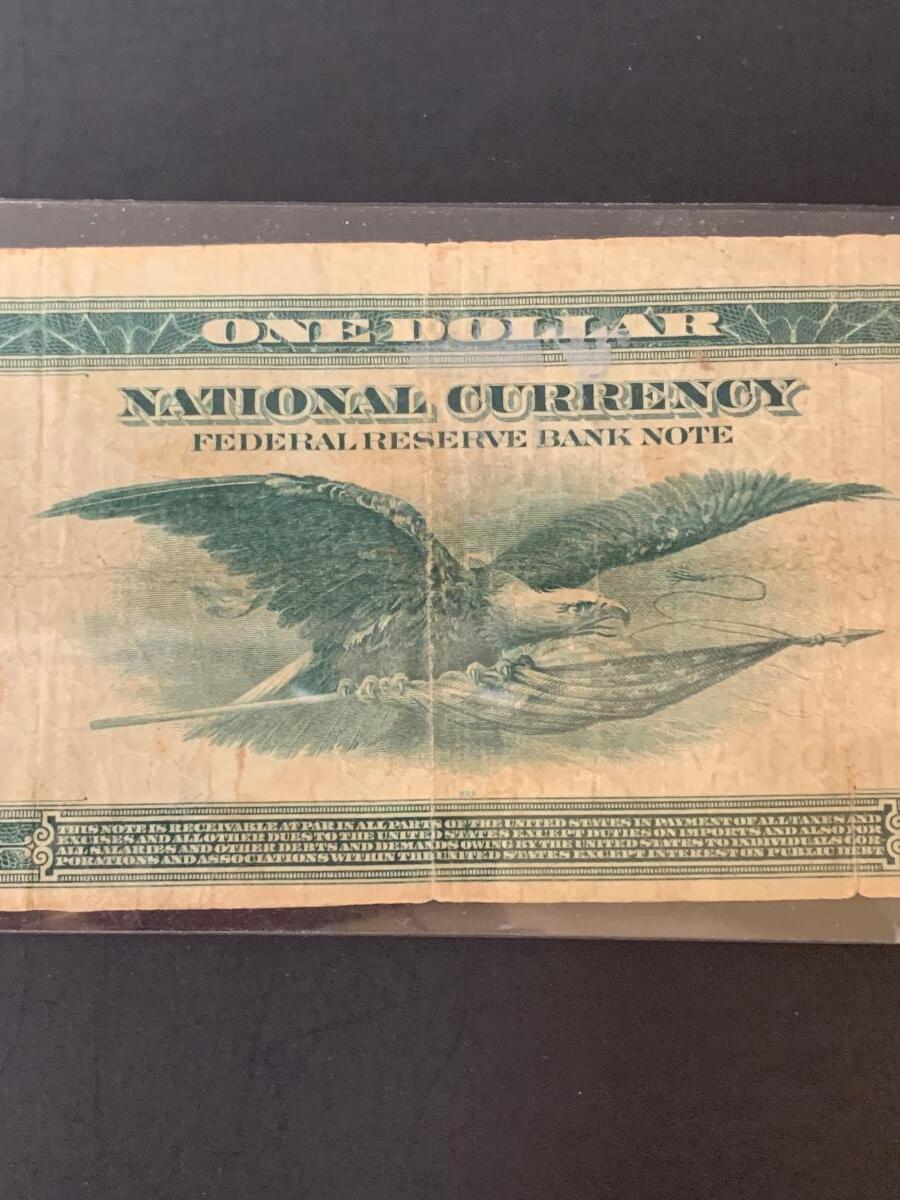 ONE DOLLAR
NATIONAL CURRENCY
FEDERAL RESERVE BANK NOTE
THIS NOTE IS RECEIVABLE AT PAR IN ALL PARTS OF THE UNITED STATES IN PAYMENT OF ALL TAXES AND
EXCISES AND ALL OTHER DUES TO THE UNITED STATES EXCEPT DUTIES ON IMPORTS AND ALSO FOR
ALL SALARIES AND OTHER DEBTS AND DEMANDS OWING BY THE UNITED STATES TO INDIVIDUALS COR
PORATIONS AND ASSOCIATIONS WITHIN THE UNITED STATES EXCEPT INTEREST ON PUBLIC DEBT